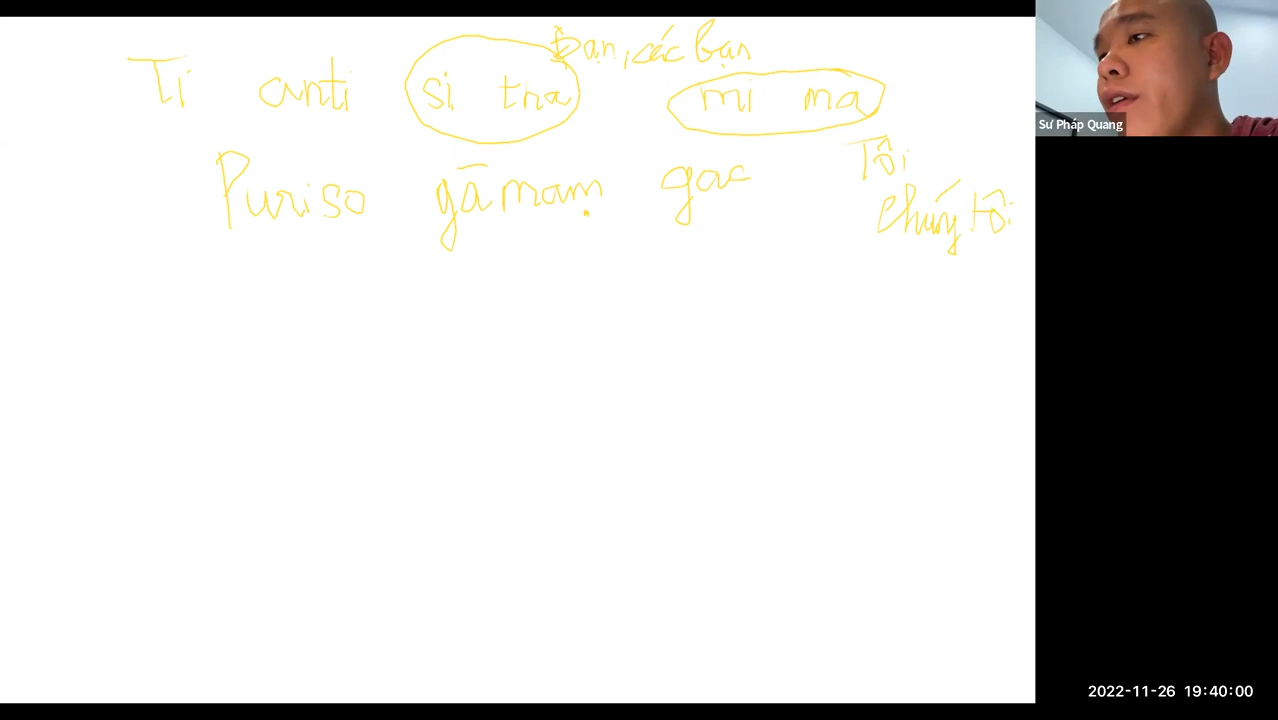 Bạn, các bạn
Ti anti si tha mi ma
Puriso gāmaṃ gac
Tôi
Chúng tôi
Sư Pháp Quang
2022-11-26 19:40:00